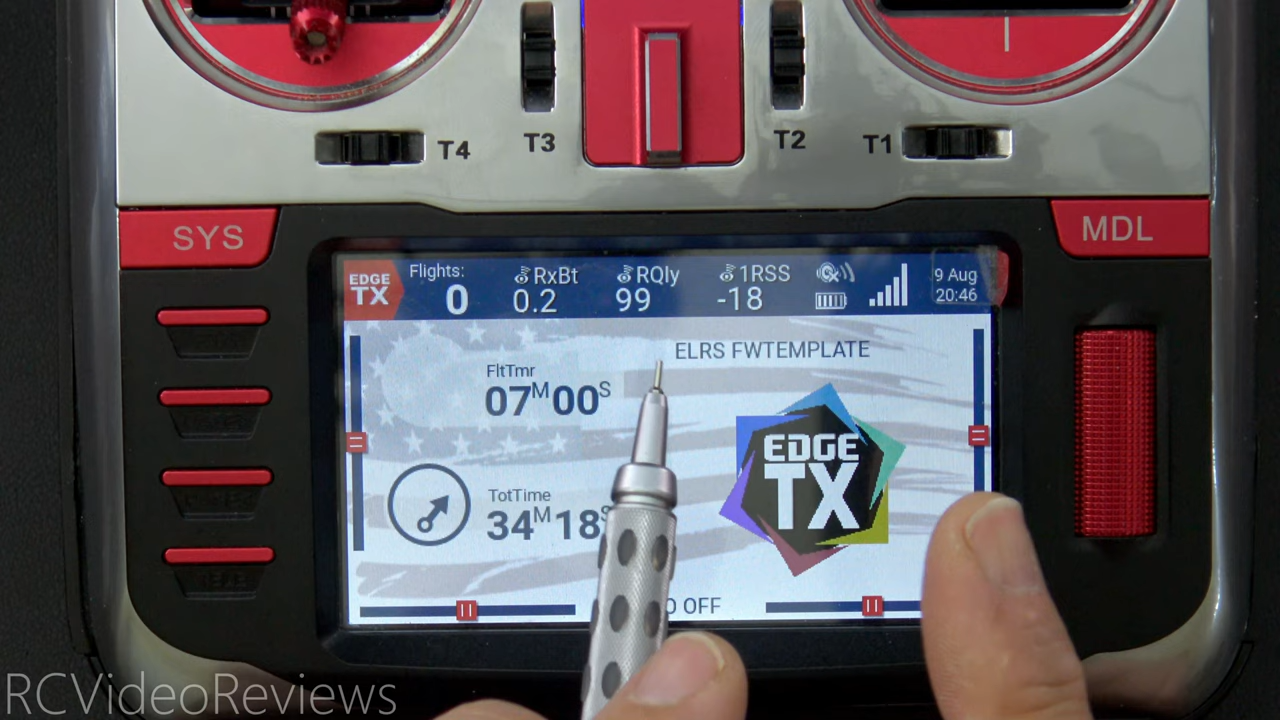 T4
T3
T2
T1
SYS
MDL
EDGE
TX
Flights:
0
RxBt
0.2
RQly
99
1RSS
-18
9 Aug
20:46
ELRS FWTEMPLATE
FltTmr
07M00S
EDGE
TX
TotTime
34M18S
OFF
TELE
RCVideoReviews